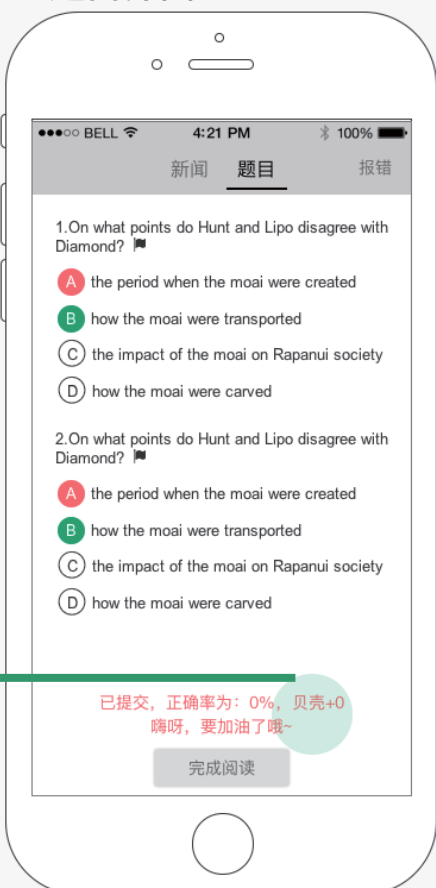 BELL 4:21 PM 100%
新闻 题目 报错
1.On what points do Hunt and Lipo disagree with
Diamond?
A the period when the moai were created
B how the moai were transported
C the impact of the moai on Rapanui society
D how the moai were carved
2.On what points do Hunt and Lipo disagree with
Diamond?
A the period when the moai were created
B how the moai were transported
C the impact of the moai on Rapanui society
D how the moai were carved
已提交，正确率为：0%，贝壳+0
嗨呀，要加油了哦~
完成阅读